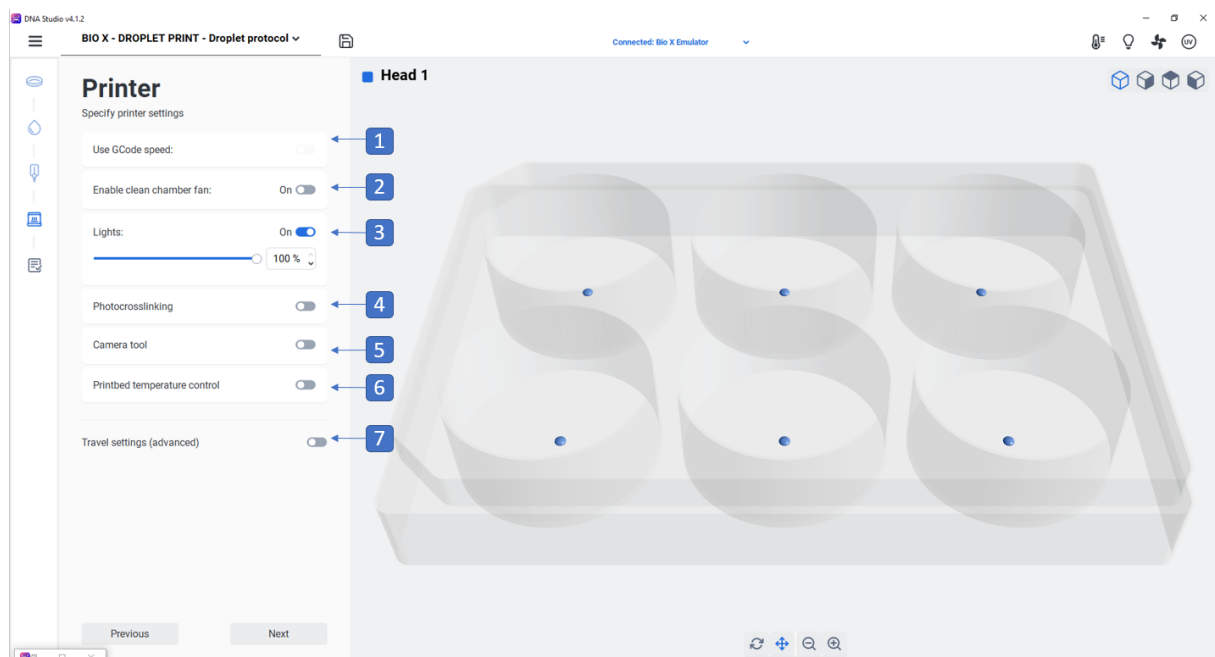 DNA Studio v4.1.2
BIO X - DROPLET PRINT - Droplet protocol
Connected: Bio X Emulator
UV
Printer
Specify printer settings
Head 1
Use GCode speed:
1
Enable clean chamber fan: On
2
Lights: On
3
100 %
Photocrosslinking
4
Camera tool
5
Printbed temperature control
6
Travel settings (advanced)
7
Previous
Next